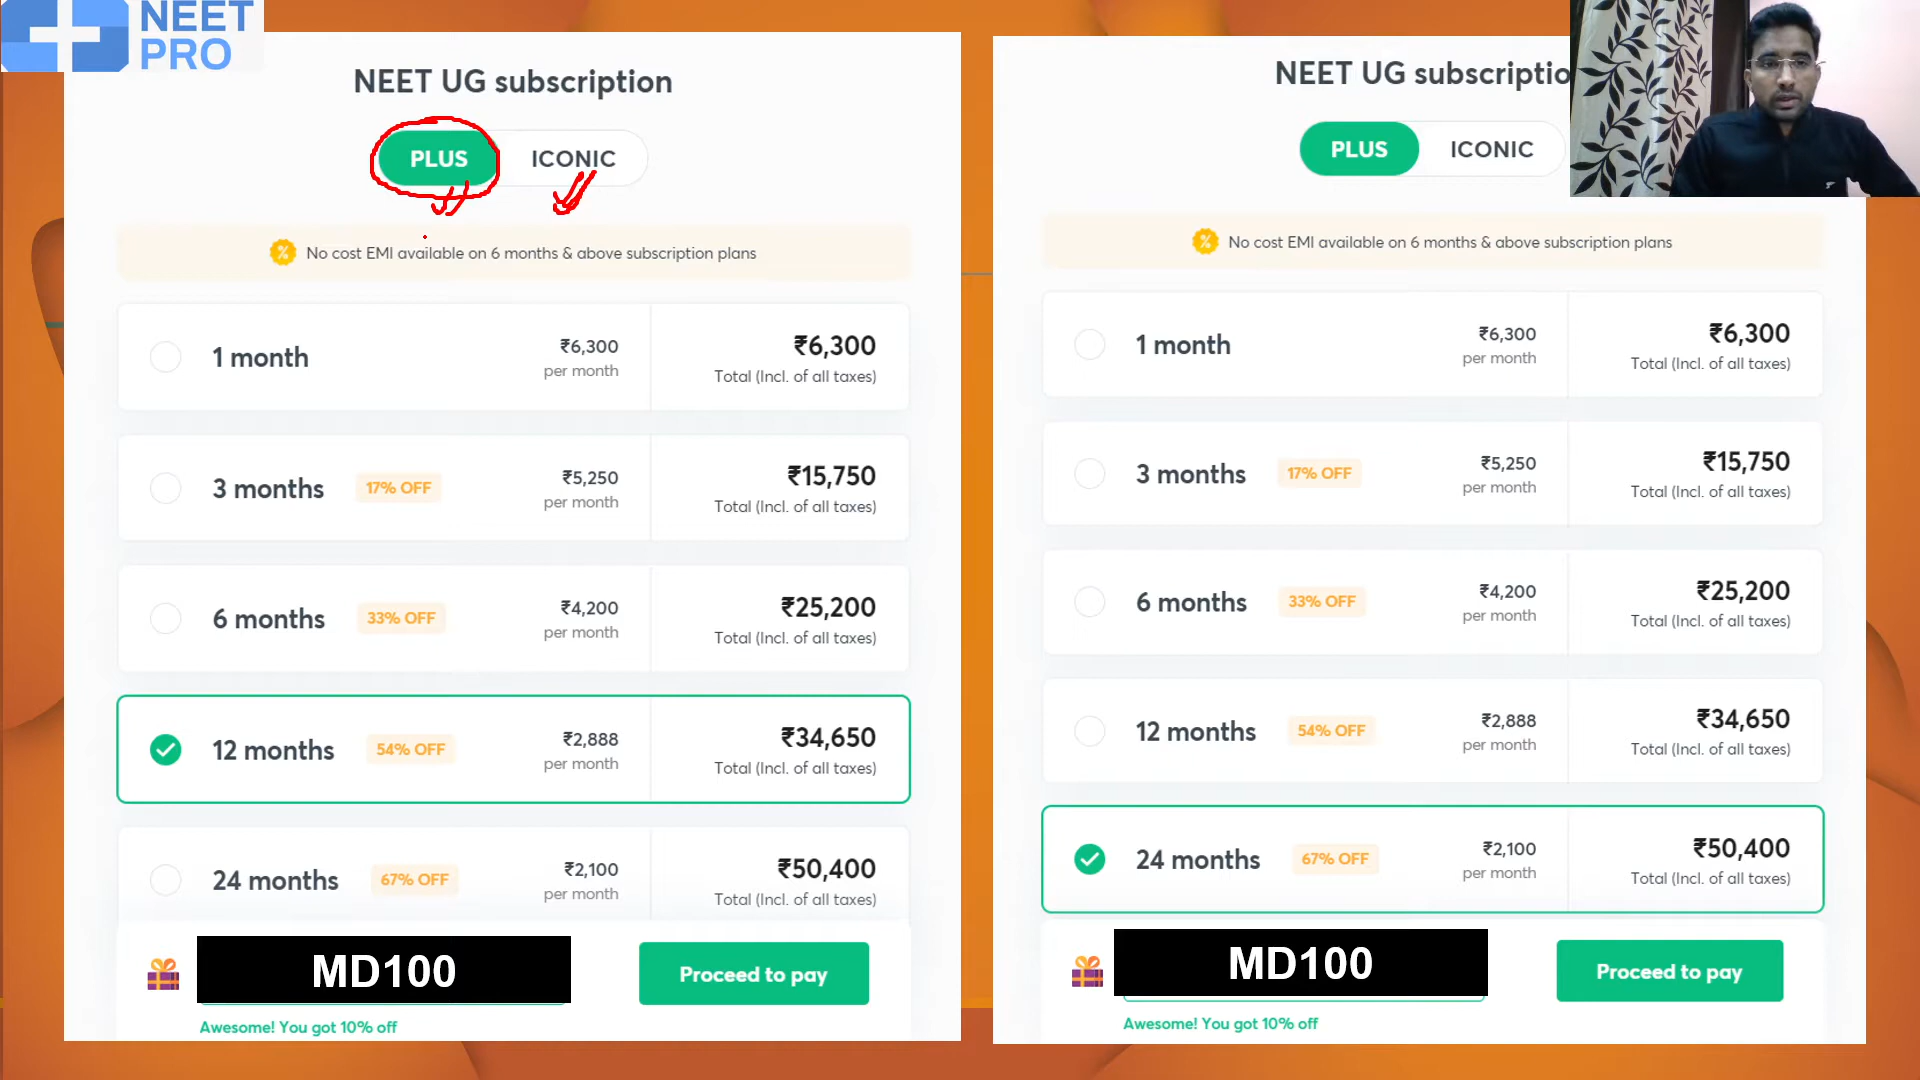 NEET
PRO
NEET UG subscription
PLUS
ICONIC
No cost EMI available on 6 months & above subscription plans
1 month
₹6,300
per month
₹6,300
Total (Incl. of all taxes)
3 months
17% OFF
₹5,250
per month
₹15,750
Total (Incl. of all taxes)
6 months
33% OFF
₹4,200
per month
₹25,200
Total (Incl. of all taxes)
12 months
54% OFF
₹2,888
per month
₹34,650
Total (Incl. of all taxes)
24 months
67% OFF
₹2,100
per month
₹50,400
Total (Incl. of all taxes)
MD100
Proceed to pay
Awesome! You got 10% off
NEET UG subscriptio
PLUS
ICONIC
No cost EMI available on 6 months & above subscription plans
1 month
₹6,300
per month
₹6,300
Total (Incl. of all taxes)
3 months
17% OFF
₹5,250
per month
₹15,750
Total (Incl. of all taxes)
6 months
33% OFF
₹4,200
per month
₹25,200
Total (Incl. of all taxes)
12 months
54% OFF
₹2,888
per month
₹34,650
Total (Incl. of all taxes)
24 months
67% OFF
₹2,100
per month
₹50,400
Total (Incl. of all taxes)
MD100
Proceed to pay
Awesome! You got 10% off